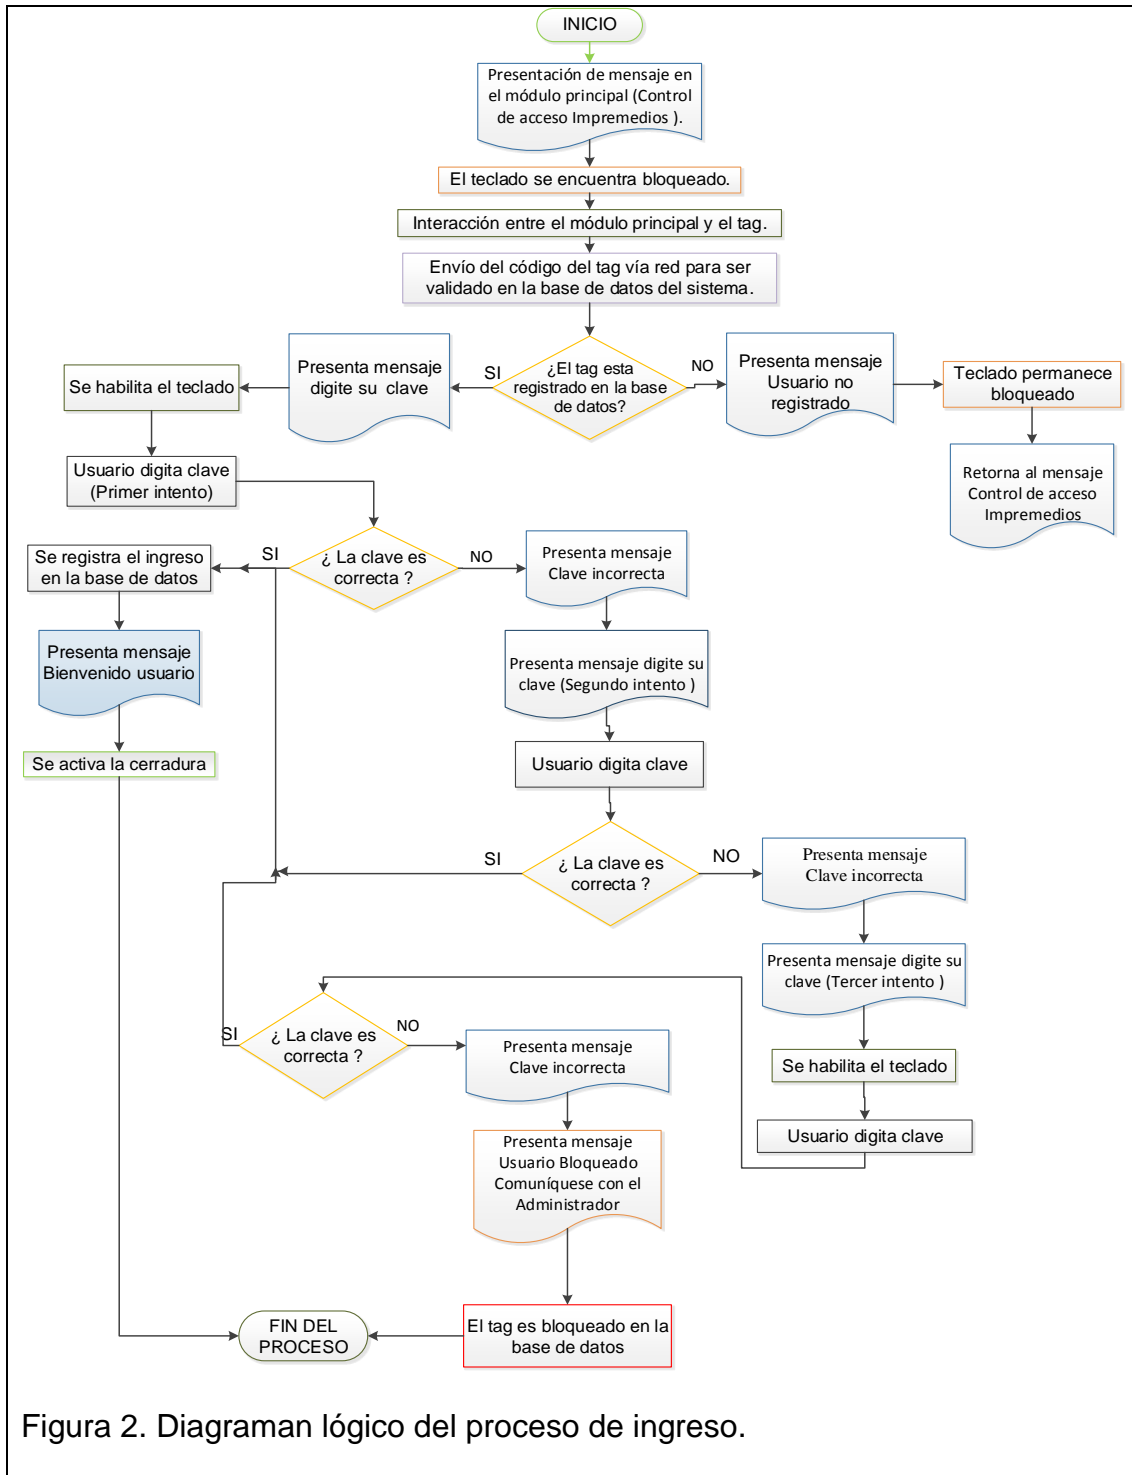 INICIO
Presentación de mensaje en
el módulo principal (Control
de acceso Impremedios ).
El teclado se encuentra bloqueado.
Interacción entre el módulo principal y el tag.
Envío del código del tag vía red para ser
validado en la base de datos del sistema.
¿El tag esta
registrado en la base
de datos?
SI
NO
Presenta mensaje
digite su clave
Se habilita el teclado
Presenta mensaje
Usuario no
registrado
Teclado permanece
bloqueado
Retorna al mensaje
Control de acceso
Impremedios
Usuario digita clave
(Primer intento)
¿ La clave es
correcta ?
SI
NO
Se registra el ingreso
en la base de datos
Presenta mensaje
Bienvenido usuario
Se activa la cerradura
Presenta mensaje
Clave incorrecta
Presenta mensaje digite su
clave (Segundo intento )
Usuario digita clave
¿ La clave es
correcta ?
SI
NO
Presenta mensaje
Clave incorrecta
Presenta mensaje digite su
clave (Tercer intento )
Se habilita el teclado
Usuario digita clave
¿ La clave es
correcta ?
SI
NO
Presenta mensaje
Clave incorrecta
Presenta mensaje
Usuario Bloqueado
Comuníquese con el
Administrador
El tag es bloqueado en la
base de datos
FIN DEL
PROCESO
Figura 2. Diagraman lógico del proceso de ingreso.